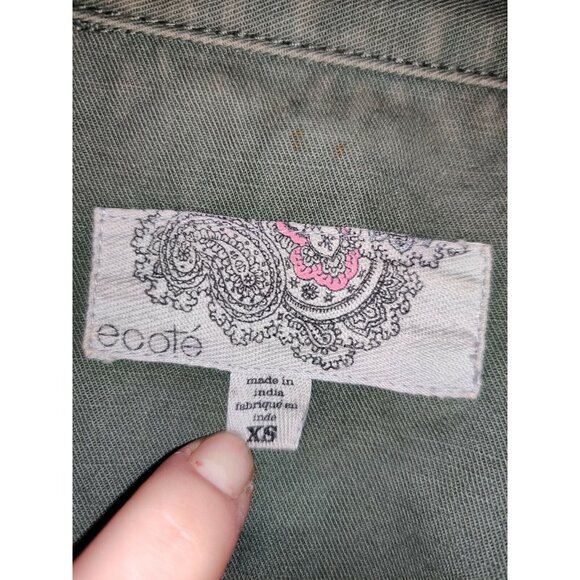 ecoté
made in
india
fabriqué en
inde
XS